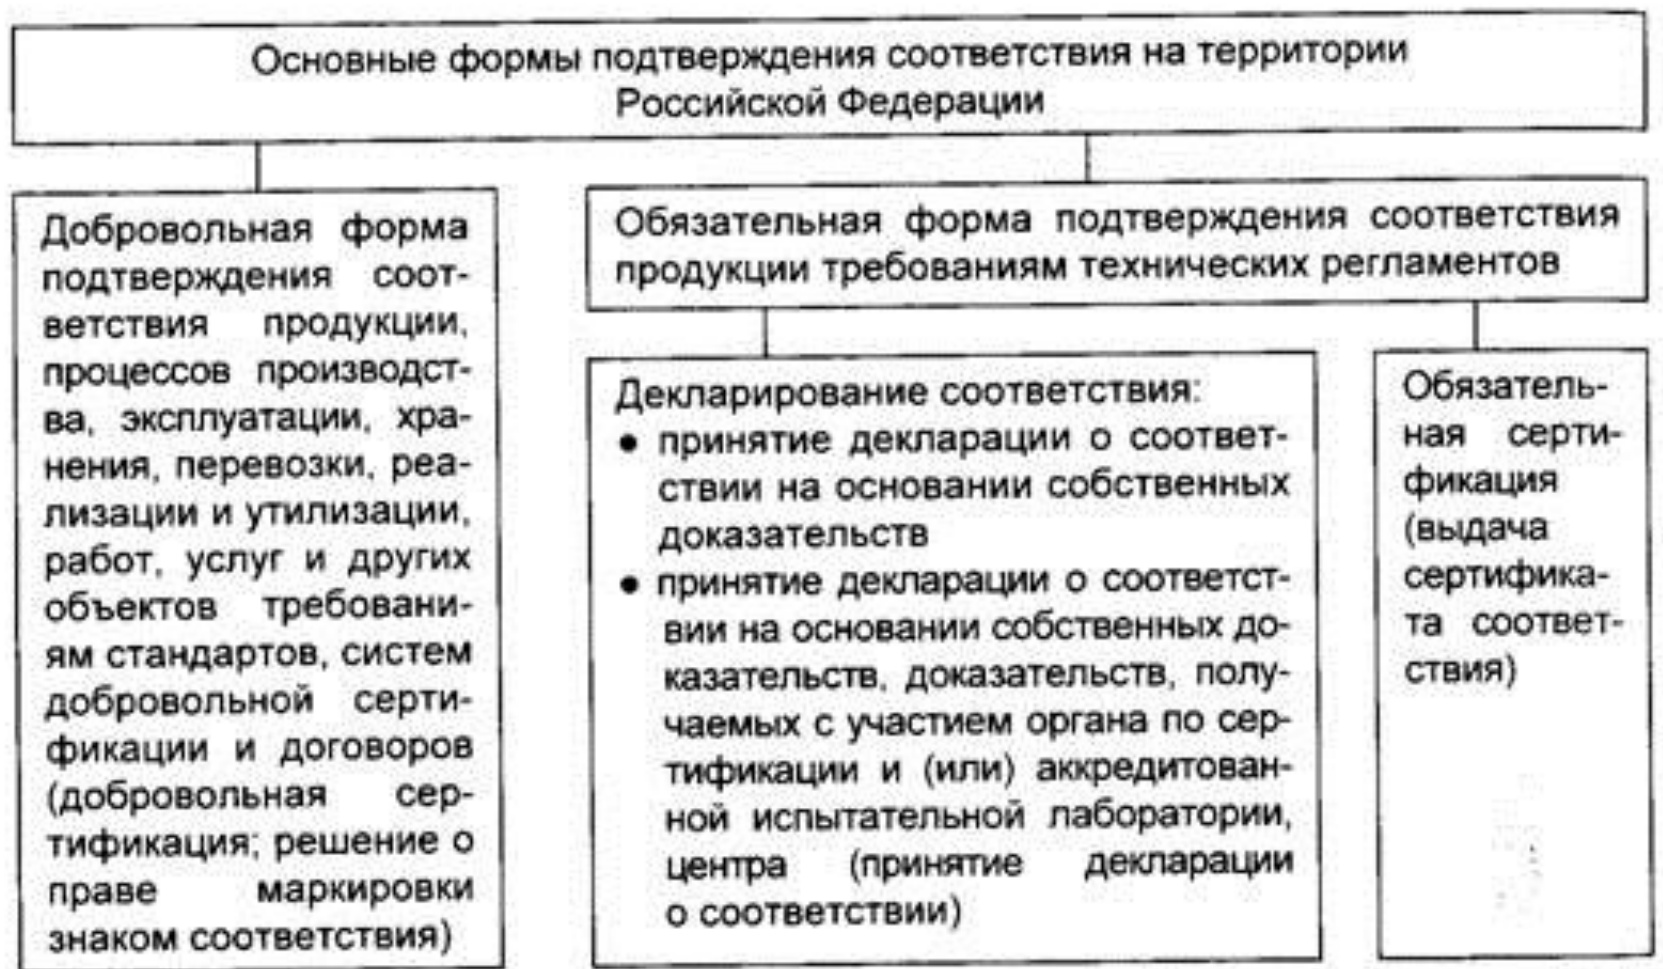 Основные формы подтверждения соответствия на территории
Российской Федерации
Добровольная форма
подтверждения соот-
ветствия продукции,
процессов производст-
ва, эксплуатации, хра-
нения, перевозки, реа-
лизации и утилизации,
работ, услуг и других
объектов требовани-
ям стандартов, систем
добровольной серти-
фикации и договоров
(добровольная сер-
тификация; решение о
праве маркировки
знаком соответствия)
Обязательная форма подтверждения соответствия
продукции требованиям технических регламентов
Декларирование соответствия:
● принятие декларации о соответ-
ствии на основании собственных
доказательств
● принятие декларации о соответст-
вии на основании собственных до-
казательств, доказательств, полу-
чаемых с участием органа по сер-
тификации и (или) аккредитован-
ной испытательной лаборатории,
центра (принятие декларации
о соответствии)
Обязатель-
ная серти-
фикация
(выдача
сертифика-
та соответ-
ствия)